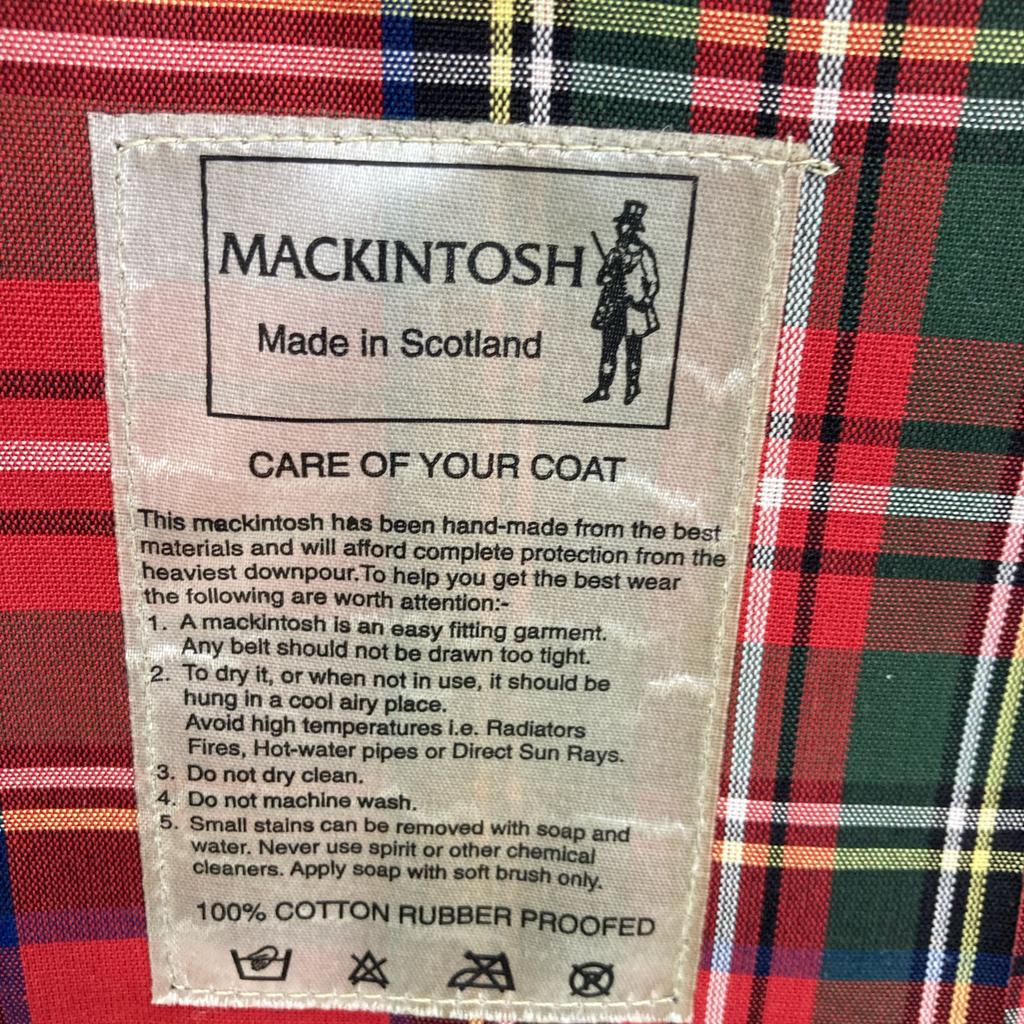 MACKINTOSH
Made in Scotland
CARE OF YOUR COAT
This mackintosh has been hand-made from the best
materials and will afford complete protection from the
heaviest downpour.To help you get the best wear
the following are worth attention:-
1. A mackintosh is an easy fitting garment.
Any belt should not be drawn too tight.
2. To dry it, or when not in use, it should be
hung in a cool airy place.
Avoid high temperatures i.e. Radiators
Fires, Hot-water pipes or Direct Sun Rays.
3. Do not dry clean.
4. Do not machine wash.
5. Small stains can be removed with soap and
water. Never use spirit or other chemical
cleaners. Apply soap with soft brush only.
100% COTTON RUBBER PROOFED